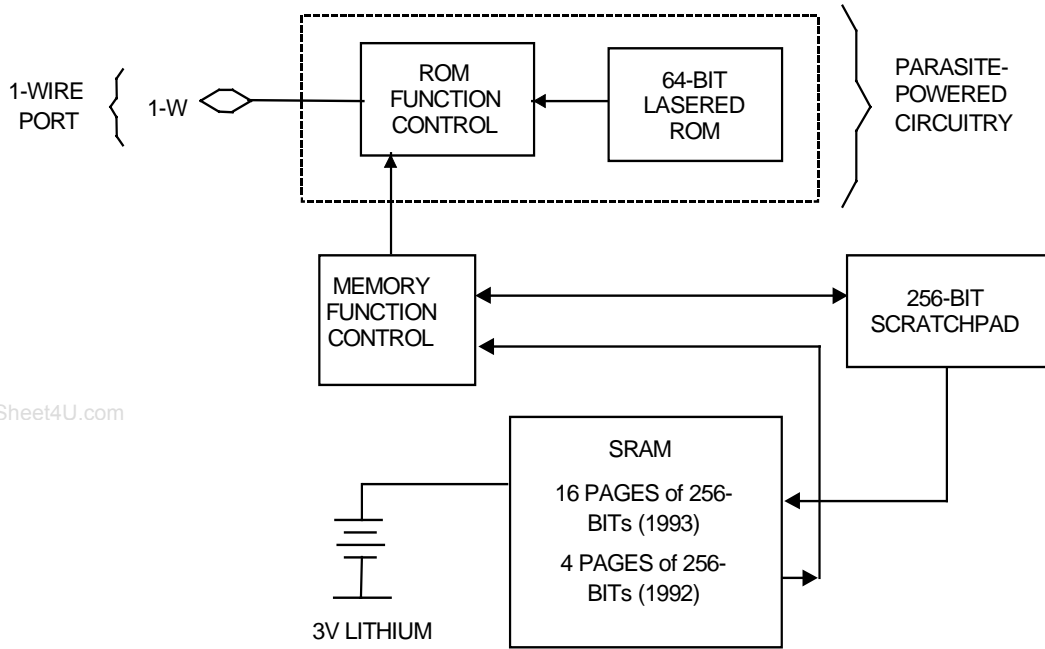 1-WIRE
PORT
1-W
ROM
FUNCTION
CONTROL
64-BIT
LASERED
ROM
PARASITE-
POWERED
CIRCUITRY
MEMORY
FUNCTION
CONTROL
256-BIT
SCRATCHPAD
Sheet4U.com
SRAM
16 PAGES of 256-
BITs (1993)
4 PAGES of 256-
BITs (1992)
3V LITHIUM